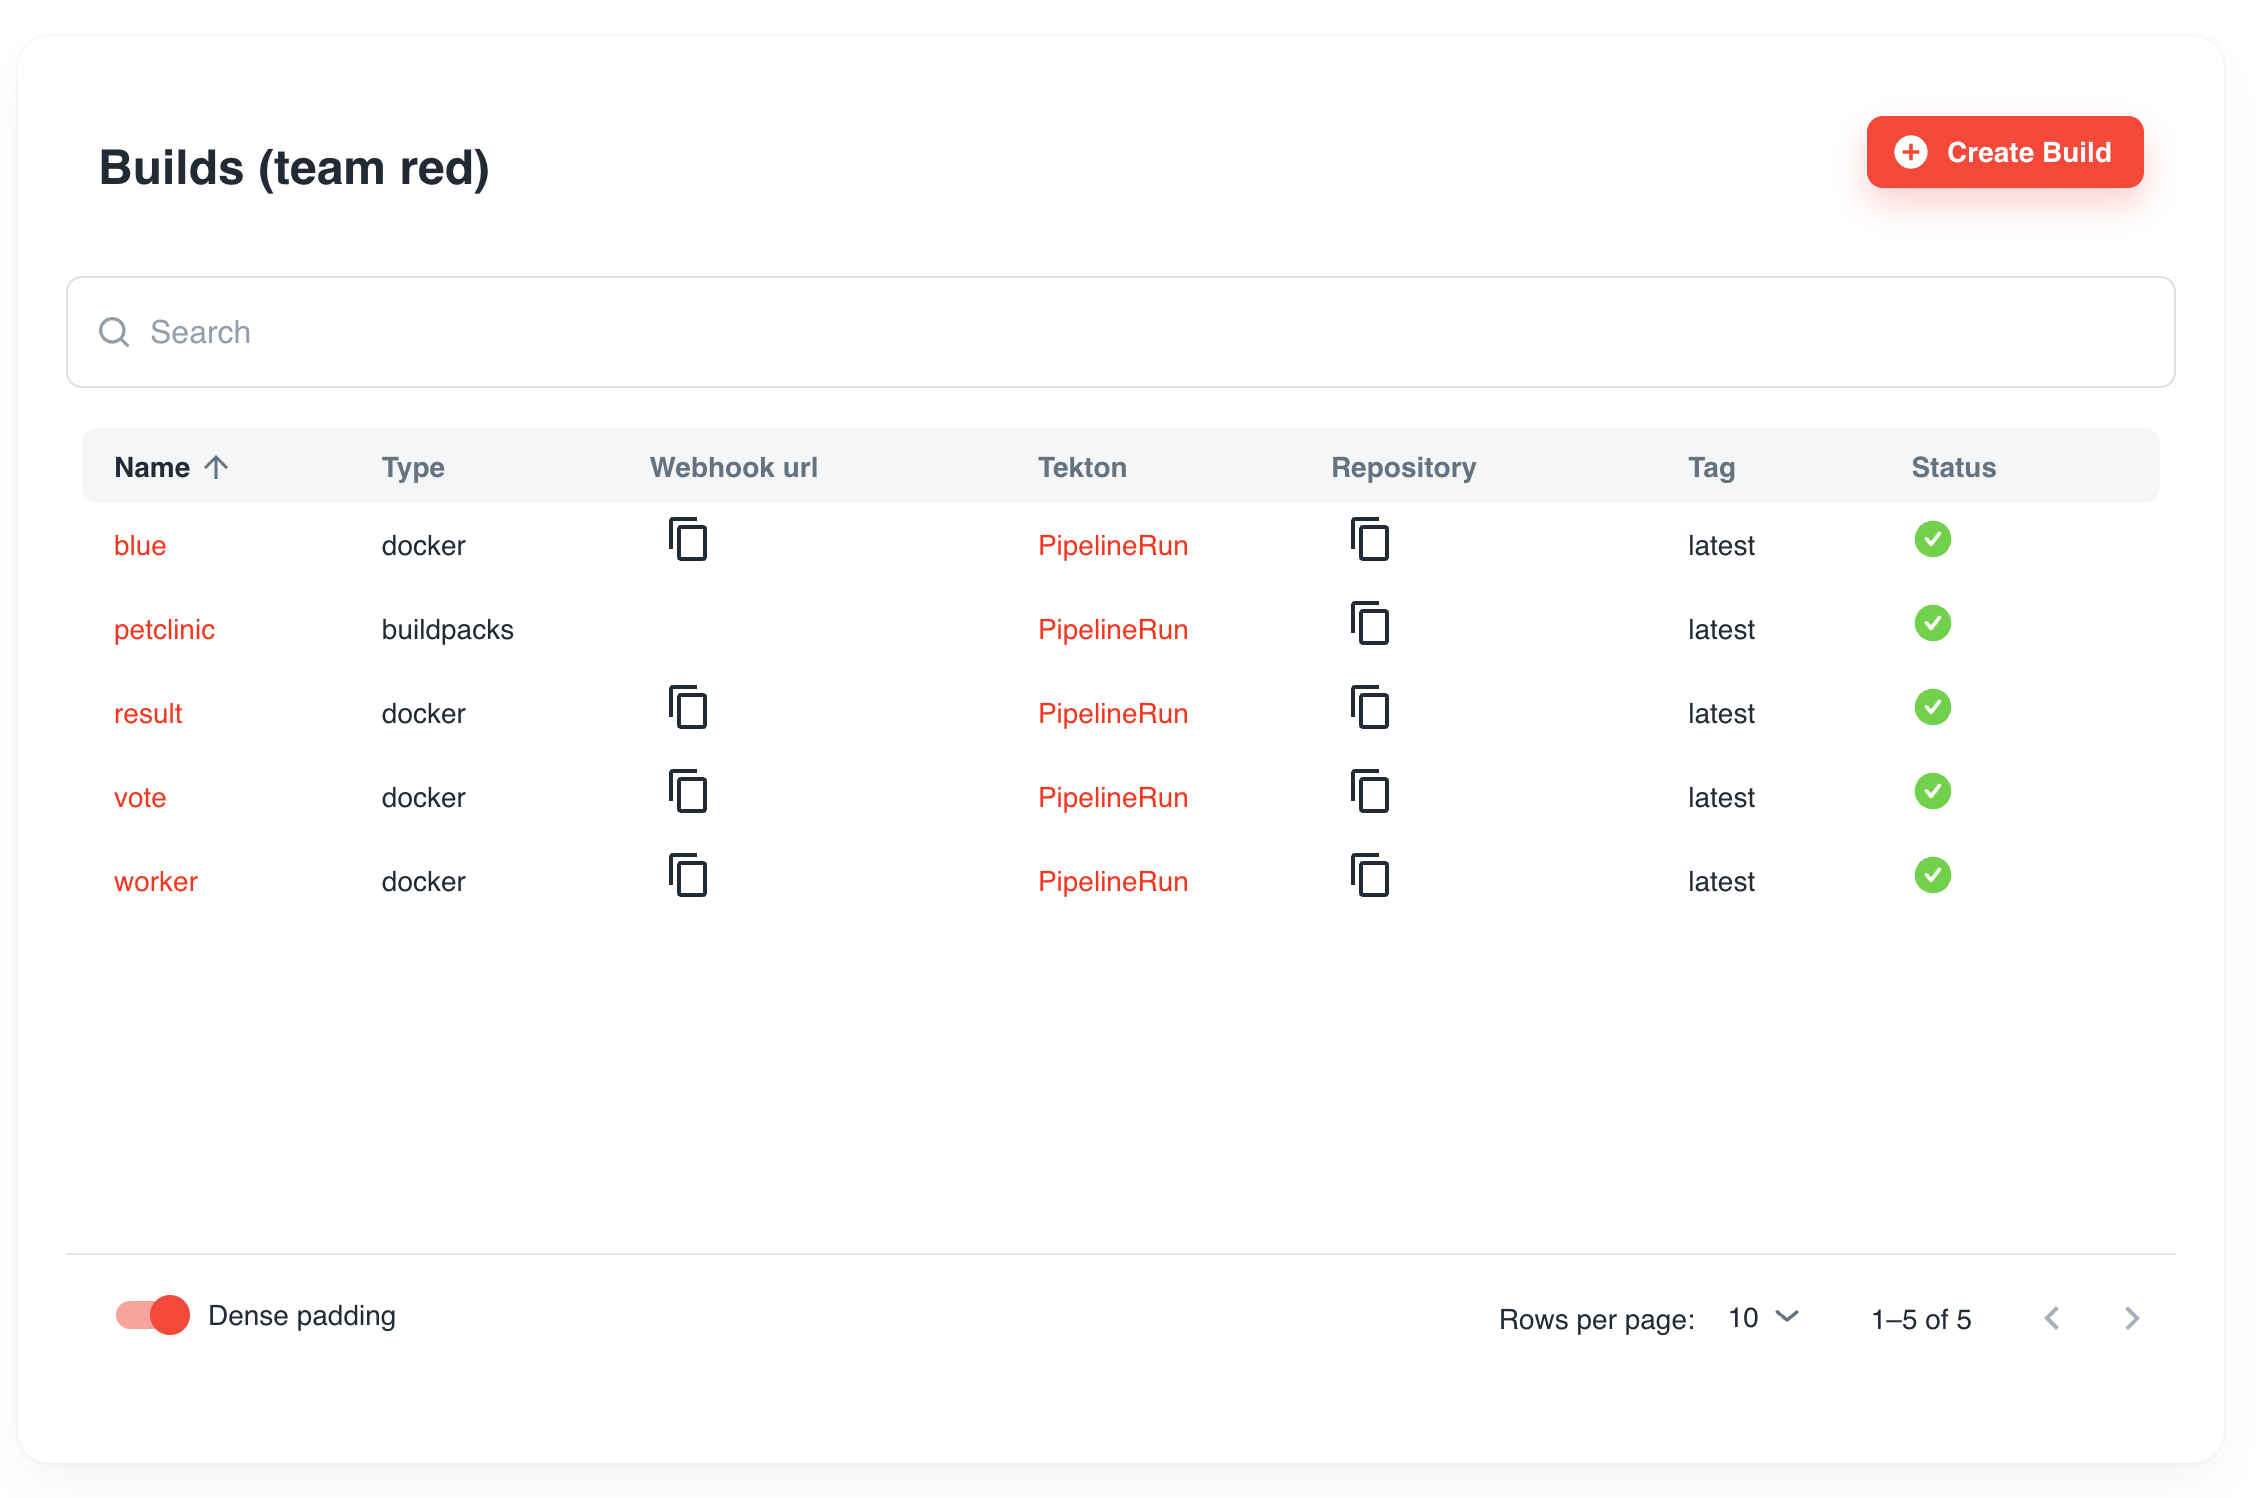 Builds (team red)
Create Build
Search
Name Type Webhook url Tekton Repository Tag Status
blue docker PipelineRun latest
petclinic buildpacks PipelineRun latest
result docker PipelineRun latest
vote docker PipelineRun latest
worker docker PipelineRun latest
Dense padding Rows per page: 10 1–5 of 5